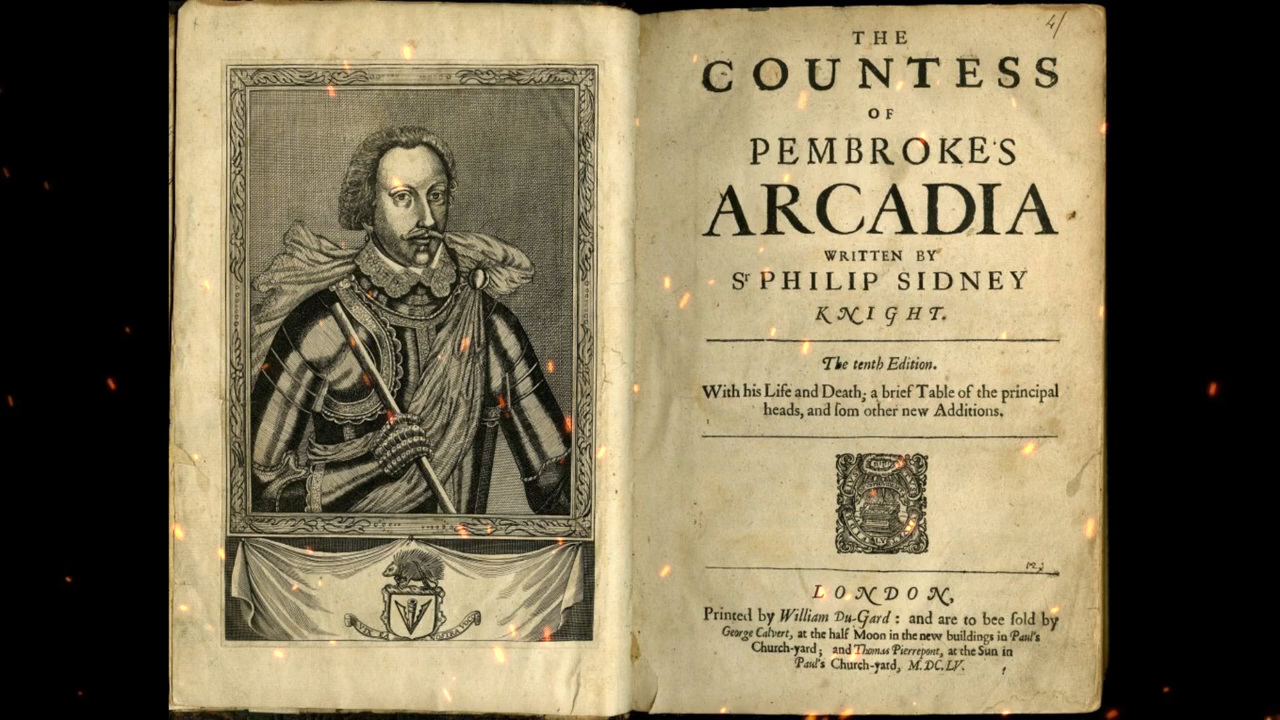 4/
THE
COUNTESS
OF
PEMBROKE'S
ARCADIA
WRITTEN BY
Sr PHILIP SIDNEY
KNIGHT.
The tenth Edition.
With his Life and Death; a brief Table of the principal
heads, and ſom other new Additions.
LONDON,
Printed by William Du-Gard: and are to bee ſold by
George Calvert, at the half Moon in the new buildings in Paul's
Church-yard; and Thomas Pierrepont, at the Sun in
Paul's Church-yard, M.DC.LV.